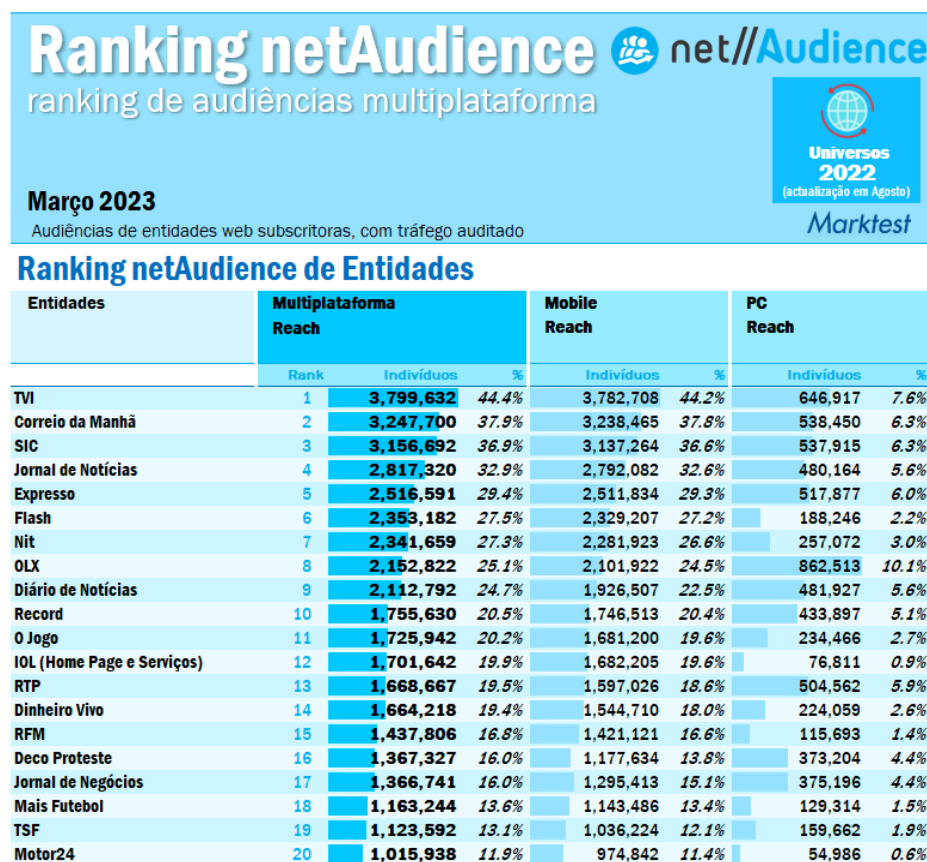 Ranking netAudience
net//Audience
ranking de audiências multiplataforma
Universos
2022
(actualização em Agosto)
Março 2023
Audiências de entidades web subscritoras, com tráfego auditado
Marktest
Ranking netAudience de Entidades
Entidades Multiplataforma Reach Mobile Reach PC Reach
Rank Indivíduos % Indivíduos % Indivíduos %
TVI 1 3,799,632 44.4% 3,782,708 44.2% 646,917 7.6%
Correio da Manhã 2 3,247,700 37.9% 3,238,465 37.8% 538,450 6.3%
SIC 3 3,156,692 36.9% 3,137,264 36.6% 537,915 6.3%
Jornal de Notícias 4 2,817,320 32.9% 2,792,082 32.6% 480,164 5.6%
Expresso 5 2,516,591 29.4% 2,511,834 29.3% 517,877 6.0%
Flash 6 2,353,182 27.5% 2,329,207 27.2% 188,246 2.2%
Nit 7 2,341,659 27.3% 2,281,923 26.6% 257,072 3.0%
OLX 8 2,152,822 25.1% 2,101,922 24.5% 862,513 10.1%
Diário de Notícias 9 2,112,792 24.7% 1,926,507 22.5% 481,927 5.6%
Record 10 1,755,630 20.5% 1,746,513 20.4% 433,897 5.1%
O Jogo 11 1,725,942 20.2% 1,681,200 19.6% 234,466 2.7%
IOL (Home Page e Serviços) 12 1,701,642 19.9% 1,682,205 19.6% 76,811 0.9%
RTP 13 1,668,667 19.5% 1,597,026 18.6% 504,562 5.9%
Dinheiro Vivo 14 1,664,218 19.4% 1,544,710 18.0% 224,059 2.6%
RFM 15 1,437,806 16.8% 1,421,121 16.6% 115,693 1.4%
Deco Proteste 16 1,367,327 16.0% 1,177,634 13.8% 373,204 4.4%
Jornal de Negócios 17 1,366,741 16.0% 1,295,413 15.1% 375,196 4.4%
Mais Futebol 18 1,163,244 13.6% 1,143,486 13.4% 129,314 1.5%
TSF 19 1,123,592 13.1% 1,036,224 12.1% 159,662 1.9%
Motor24 20 1,015,938 11.9% 974,842 11.4% 54,986 0.6%